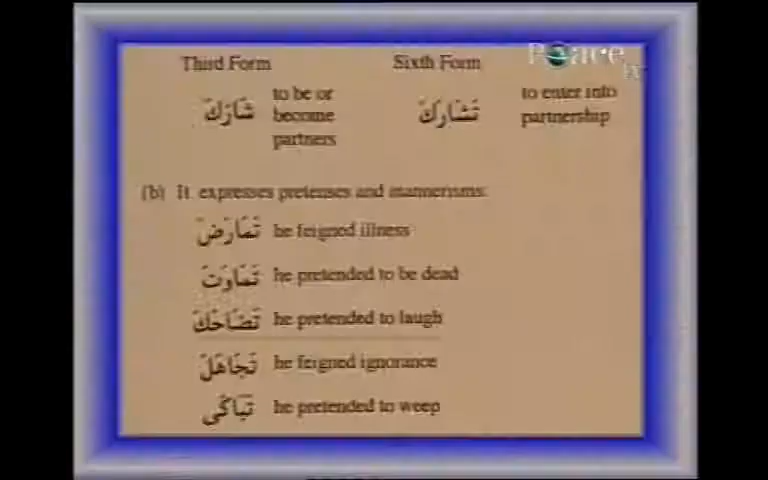 Peace TV
Third Form Sixth Form
شَارَكَ to be or become partners تَشَارَكَ to enter into partnership
(b) It expresses pretenses and mannerisms:
تَمَارَضَ he feigned illness
تَمَاوَتَ he pretended to be dead
تَضَاحَكَ he pretended to laugh
تَجَاهَلَ he feigned ignorance
تَبَاكَى he pretended to weep